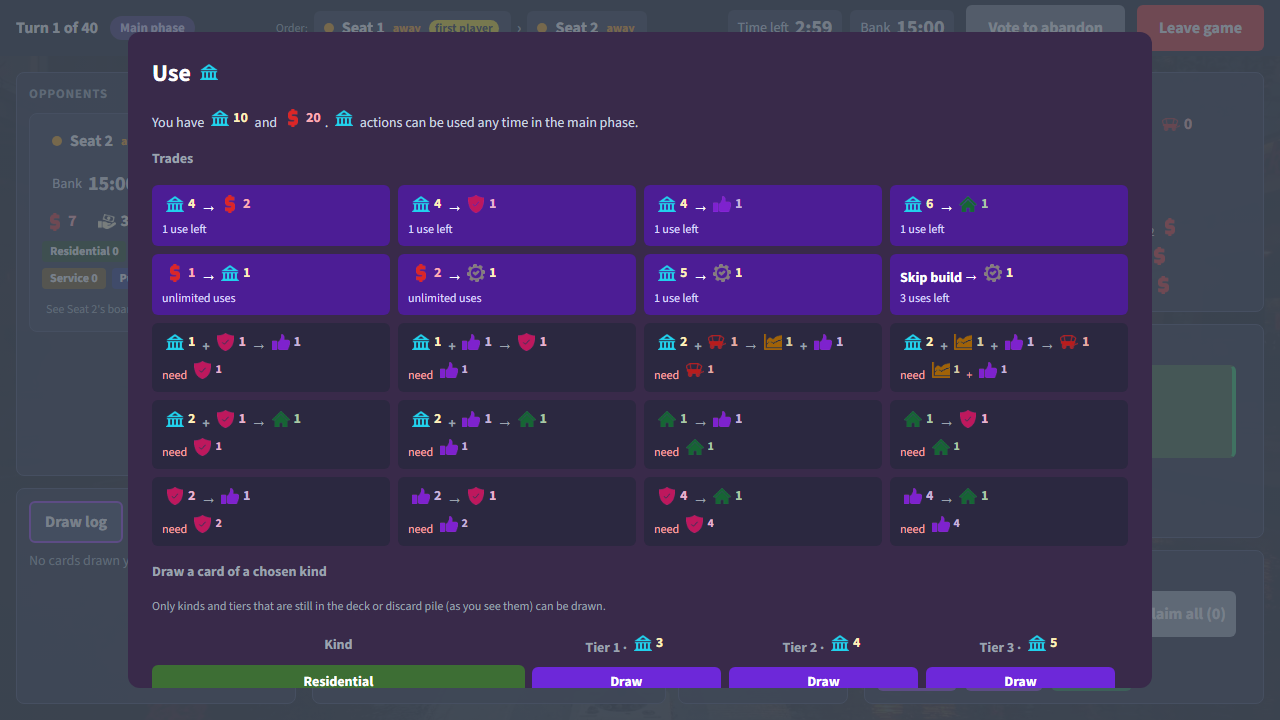 Turn 1 of 40 Main phase Order: Seat 1 away first player › Seat 2 away Time left 2:59 Bank 15:00 Vote to abandon Leave game
OPPONENTS
Seat 2
Bank 15:00
7
Residential 0
Service 0
See Seat 2's
Draw log
No cards drawn
0
(0)
Use
You have 10 and 20 . actions can be used any time in the main phase.
Trades
4 → 2
1 use left
4 → 1
1 use left
4 → 1
1 use left
6 → 1
1 use left
1 → 1
unlimited uses
2 → 1
unlimited uses
5 → 1
1 use left
Skip build → 1
3 uses left
1 + 1 → 1
need 1
1 + 1 → 1
need 1
2 + 1 → 1 + 1
need 1
2 + 1 + 1 → 1
need 1 + 1
2 + 1 → 1
need 1
2 + 1 → 1
need 1
1 → 1
need 1
1 → 1
need 1
2 → 1
need 2
2 → 1
need 2
4 → 1
need 4
4 → 1
need 4
Draw a card of a chosen kind
Only kinds and tiers that are still in the deck or discard pile (as you see them) can be drawn.
Kind Tier 1 · 3 Tier 2 · 4 Tier 3 · 5
Residential Draw Draw Draw